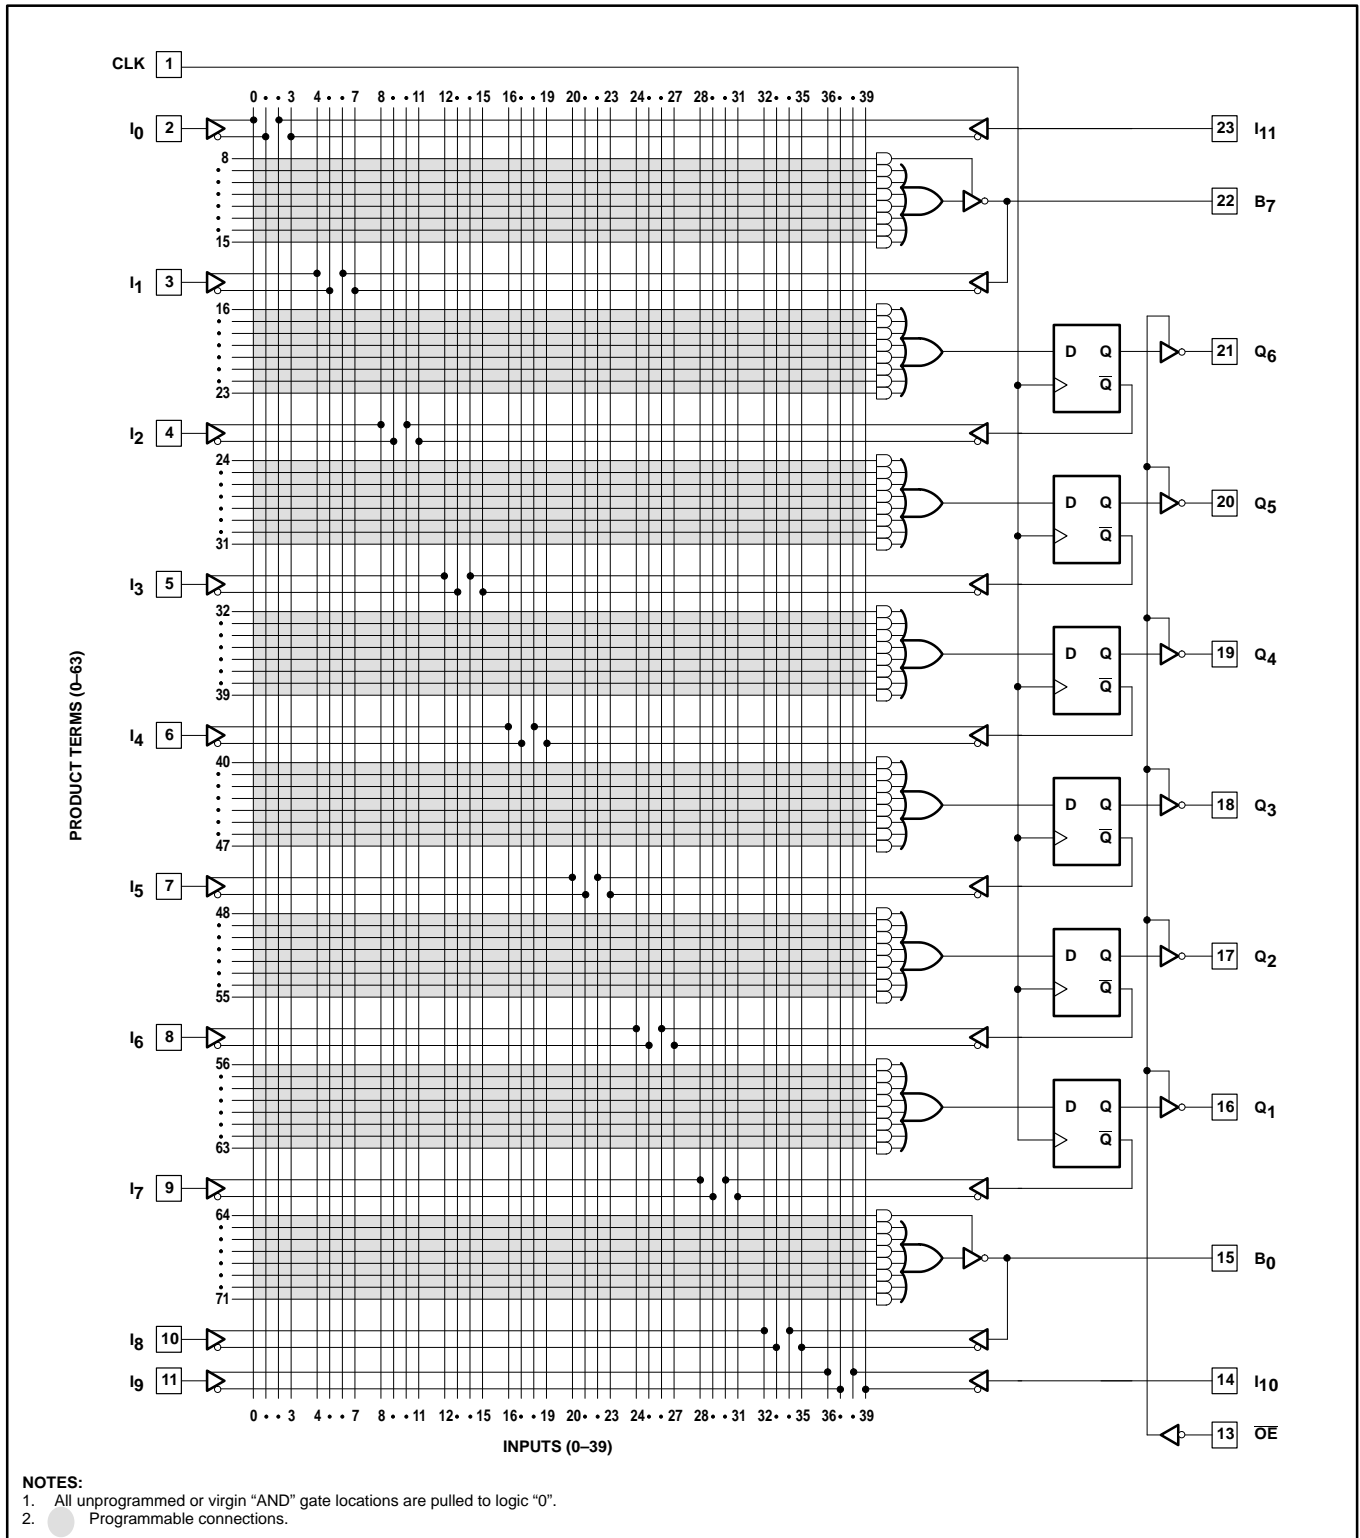 CLK 1
0 • • 3 4 • • 7 8 • • 11 12 • • 15 16 • • 19 20 • • 23 24 • • 27 28 • • 31 32 • • 35 36 • • 39
I0 2 23 I11
8
22 B7
15
I1 3
16
D Q 21 Q6
Q
23
I2 4
24
D Q 20 Q5
Q
31
I3 5
32
D Q 19 Q4
Q
39
I4 6
PRODUCT TERMS (0–63)
40
D Q 18 Q3
Q
47
I5 7
48
D Q 17 Q2
Q
55
I6 8
56
D Q 16 Q1
Q
63
I7 9
64
15 B0
71
I8 10
I9 11 14 I10
0 • • 3 4 • • 7 8 • • 11 12 • • 15 16 • • 19 20 • • 23 24 • • 27 28 • • 31 32 • • 35 36 • • 39
13 OE
INPUTS (0–39)
NOTES:
1. All unprogrammed or virgin “AND” gate locations are pulled to logic “0”.
2. Programmable connections.